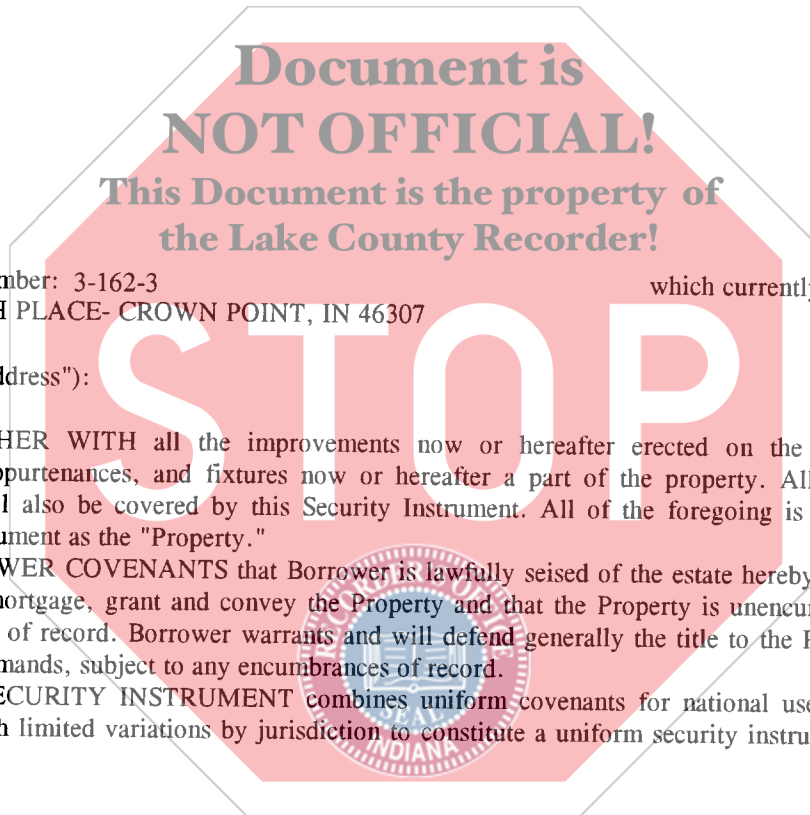 Document is
NOT OFFICIAL!
This Document is the property of
the Lake County Recorder!
mber: 3-162-3 which currently
PLACE- CROWN POINT, IN 46307
ddress"):
STOP
HER WITH all the improvements now or hereafter erected on the
ppurtenances, and fixtures now or hereafter a part of the property. All
l also be covered by this Security Instrument. All of the foregoing is
ument as the "Property."
WER COVENANTS that Borrower is lawfully seised of the estate hereby
nortgage, grant and convey the Property and that the Property is unencum
of record. Borrower warrants and will defend generally the title to the P
mands, subject to any encumbrances of record.
ECURITY INSTRUMENT combines uniform covenants for national use
h limited variations by jurisdiction to constitute a uniform security instru
SEAL
INDIANA